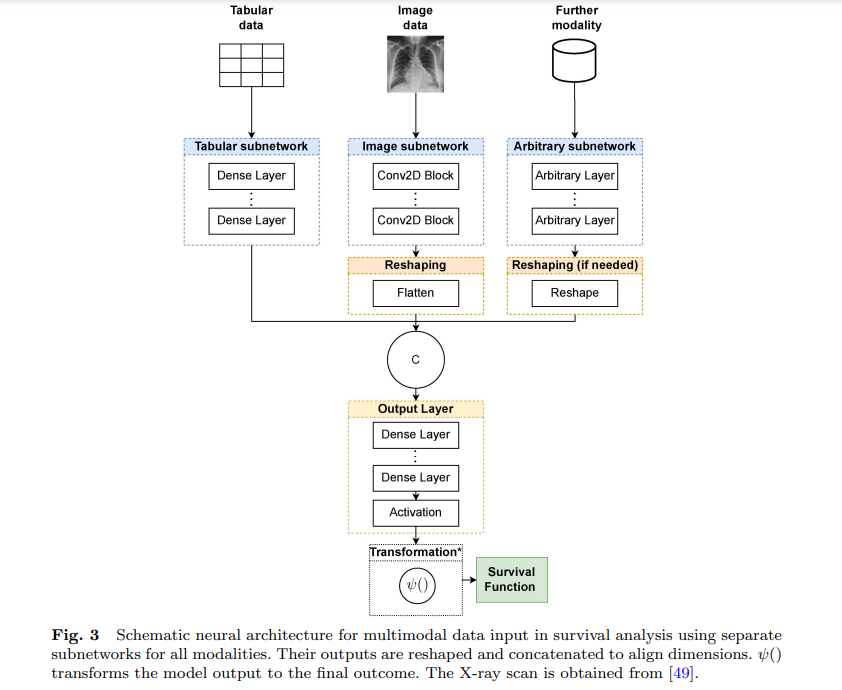 Tabular
data
Image
data
Further
modality
Tabular subnetwork
Dense Layer
⋮
Dense Layer
Image subnetwork
Conv2D Block
⋮
Conv2D Block
Arbitrary subnetwork
Arbitrary Layer
⋮
Arbitrary Layer
Reshaping
Flatten
Reshaping (if needed)
Reshape
C
Output Layer
Dense Layer
⋮
Dense Layer
Activation
Transformation*
ψ()
Survival
Function
Fig. 3 Schematic neural architecture for multimodal data input in survival analysis using separate
subnetworks for all modalities. Their outputs are reshaped and concatenated to align dimensions. ψ()
transforms the model output to the final outcome. The X-ray scan is obtained from [49].